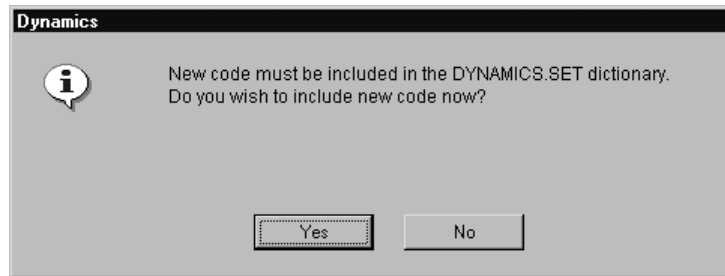 Dynamics
New code must be included in the DYNAMICS.SET dictionary.
Do you wish to include new code now?
Yes
No